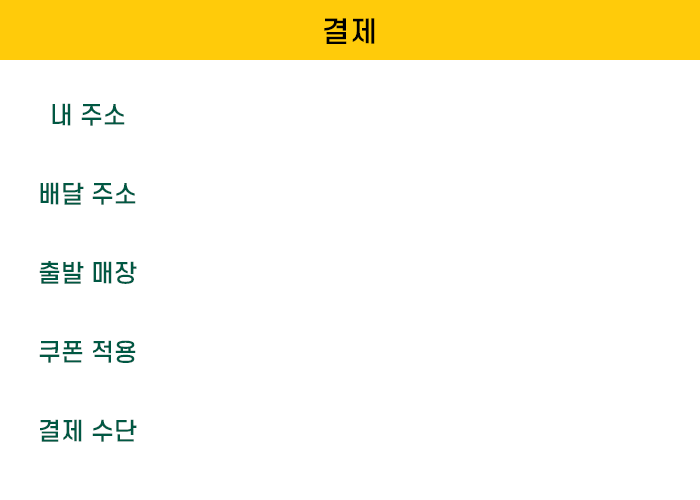 결제
내 주소
배달 주소
출발 매장
쿠폰 적용
결제 수단